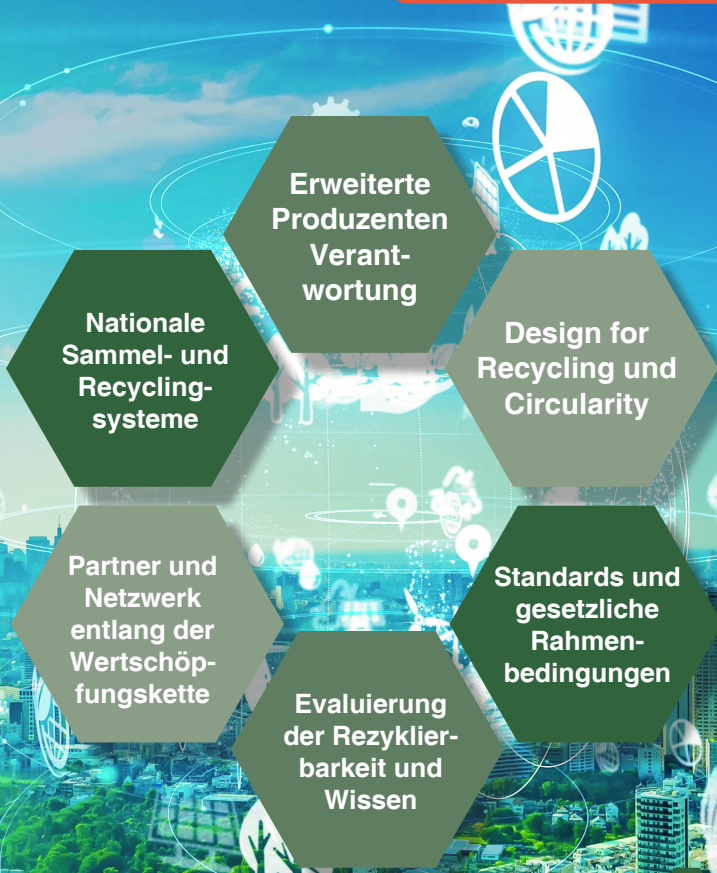 Erweiterte
Produzenten
Verant-
wortung
Nationale
Sammel- und
Recycling-
systeme
Design for
Recycling und
Circularity
Partner und
Netzwerk
entlang der
Wertschöp-
fungskette
Standards und
gesetzliche
Rahmen-
bedingungen
Evaluierung
der Rezyklier-
barkeit und
Wissen